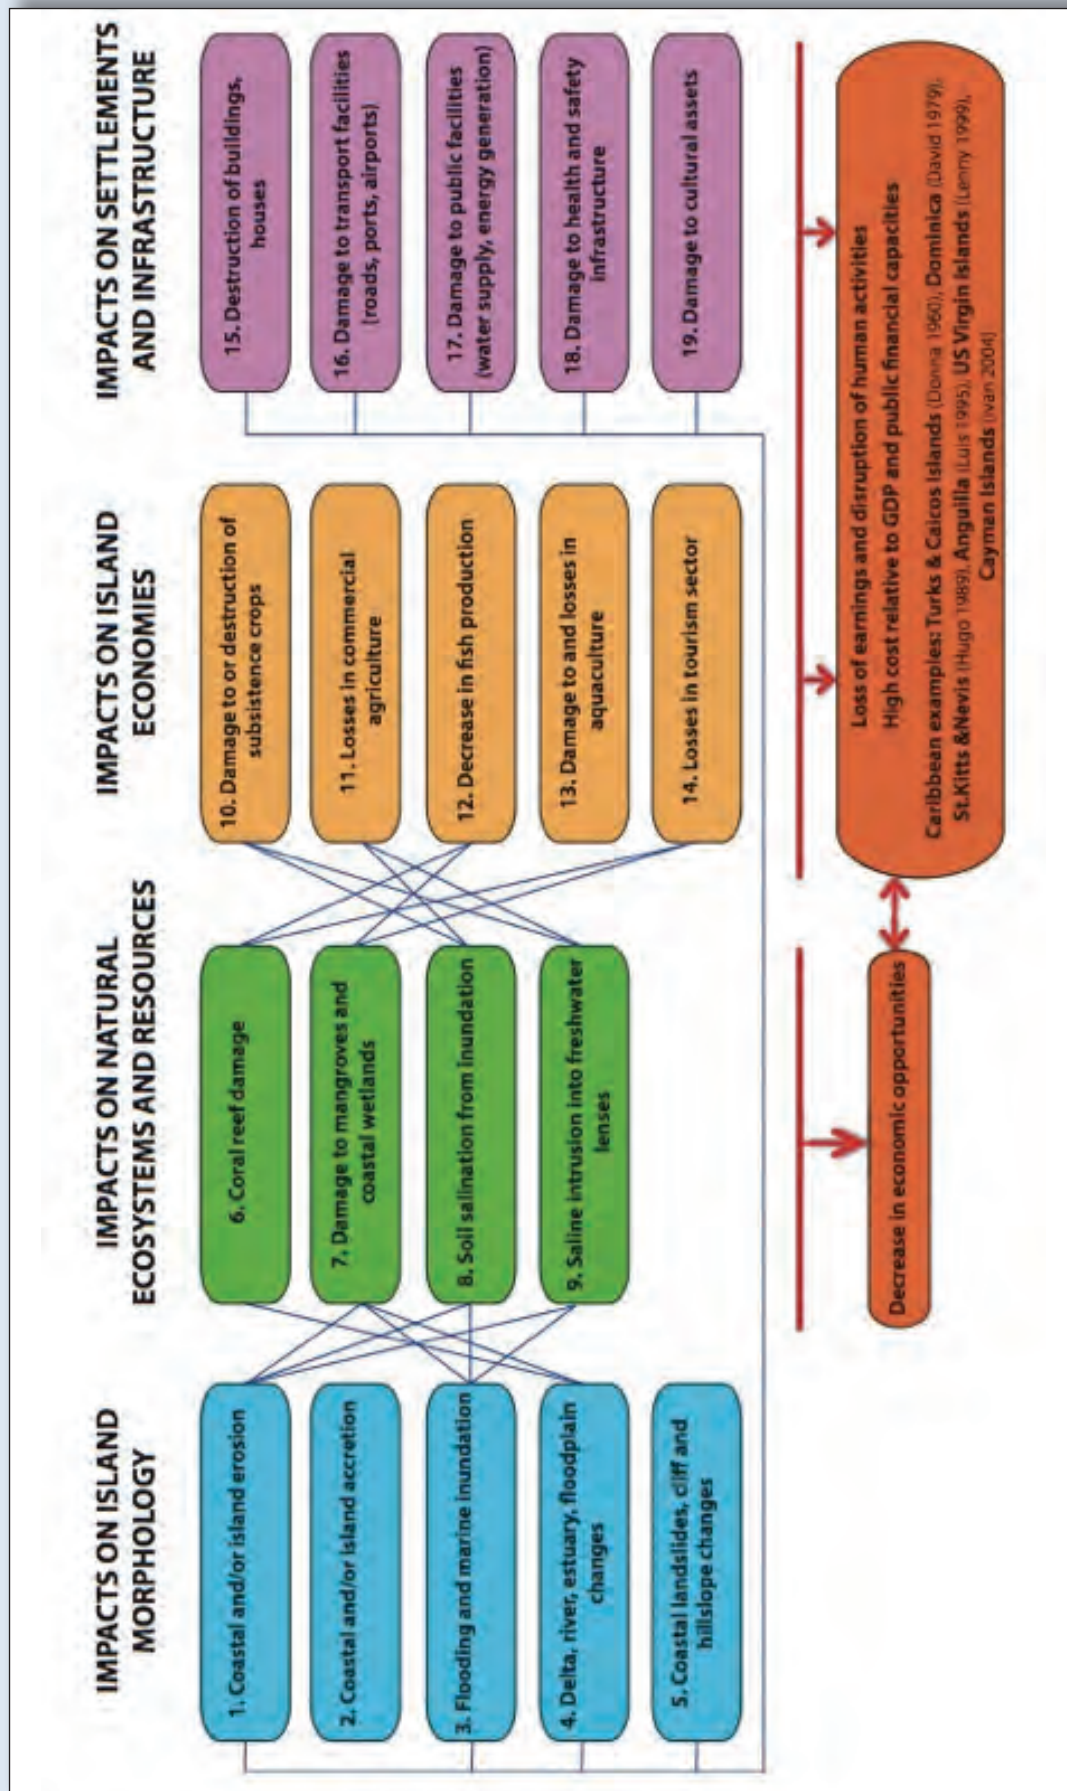 IMPACTS ON ISLAND
MORPHOLOGY
1. Coastal and/or island erosion
2. Coastal and/or island accretion
3. Flooding and marine inundation
4. Delta, river, estuary, floodplain
changes
5. Coastal landslides, cliff and
hillslope changes
IMPACTS ON NATURAL
ECOSYSTEMS AND RESOURCES
6. Coral reef damage
7. Damage to mangroves and
coastal wetlands
8. Soil salination from inundation
9. Saline intrusion into freshwater
lenses
IMPACTS ON ISLAND
ECONOMIES
10. Damage to or destruction of
subsistence crops
11. Losses in commercial
agriculture
12. Decrease in fish production
13. Damage to and losses in
aquaculture
14. Losses in tourism sector
IMPACTS ON SETTLEMENTS
AND INFRASTRUCTURE
15. Destruction of buildings,
houses
16. Damage to transport facilities
(roads, ports, airports)
17. Damage to public facilities
(water supply, energy generation)
18. Damage to health and safety
infrastructure
19. Damage to cultural assets
Decrease in economic opportunities
Loss of earnings and disruption of human activities
High cost relative to GDP and public financial capacities
Caribbean examples: Turks & Caicos Islands (Donna 1960), Dominica (David 1979),
St.Kitts &Nevis (Hugo 1989), Anguilla (Luis 1995), US Virgin Islands (Lenny 1999),
Cayman Islands (Ivan 2004)